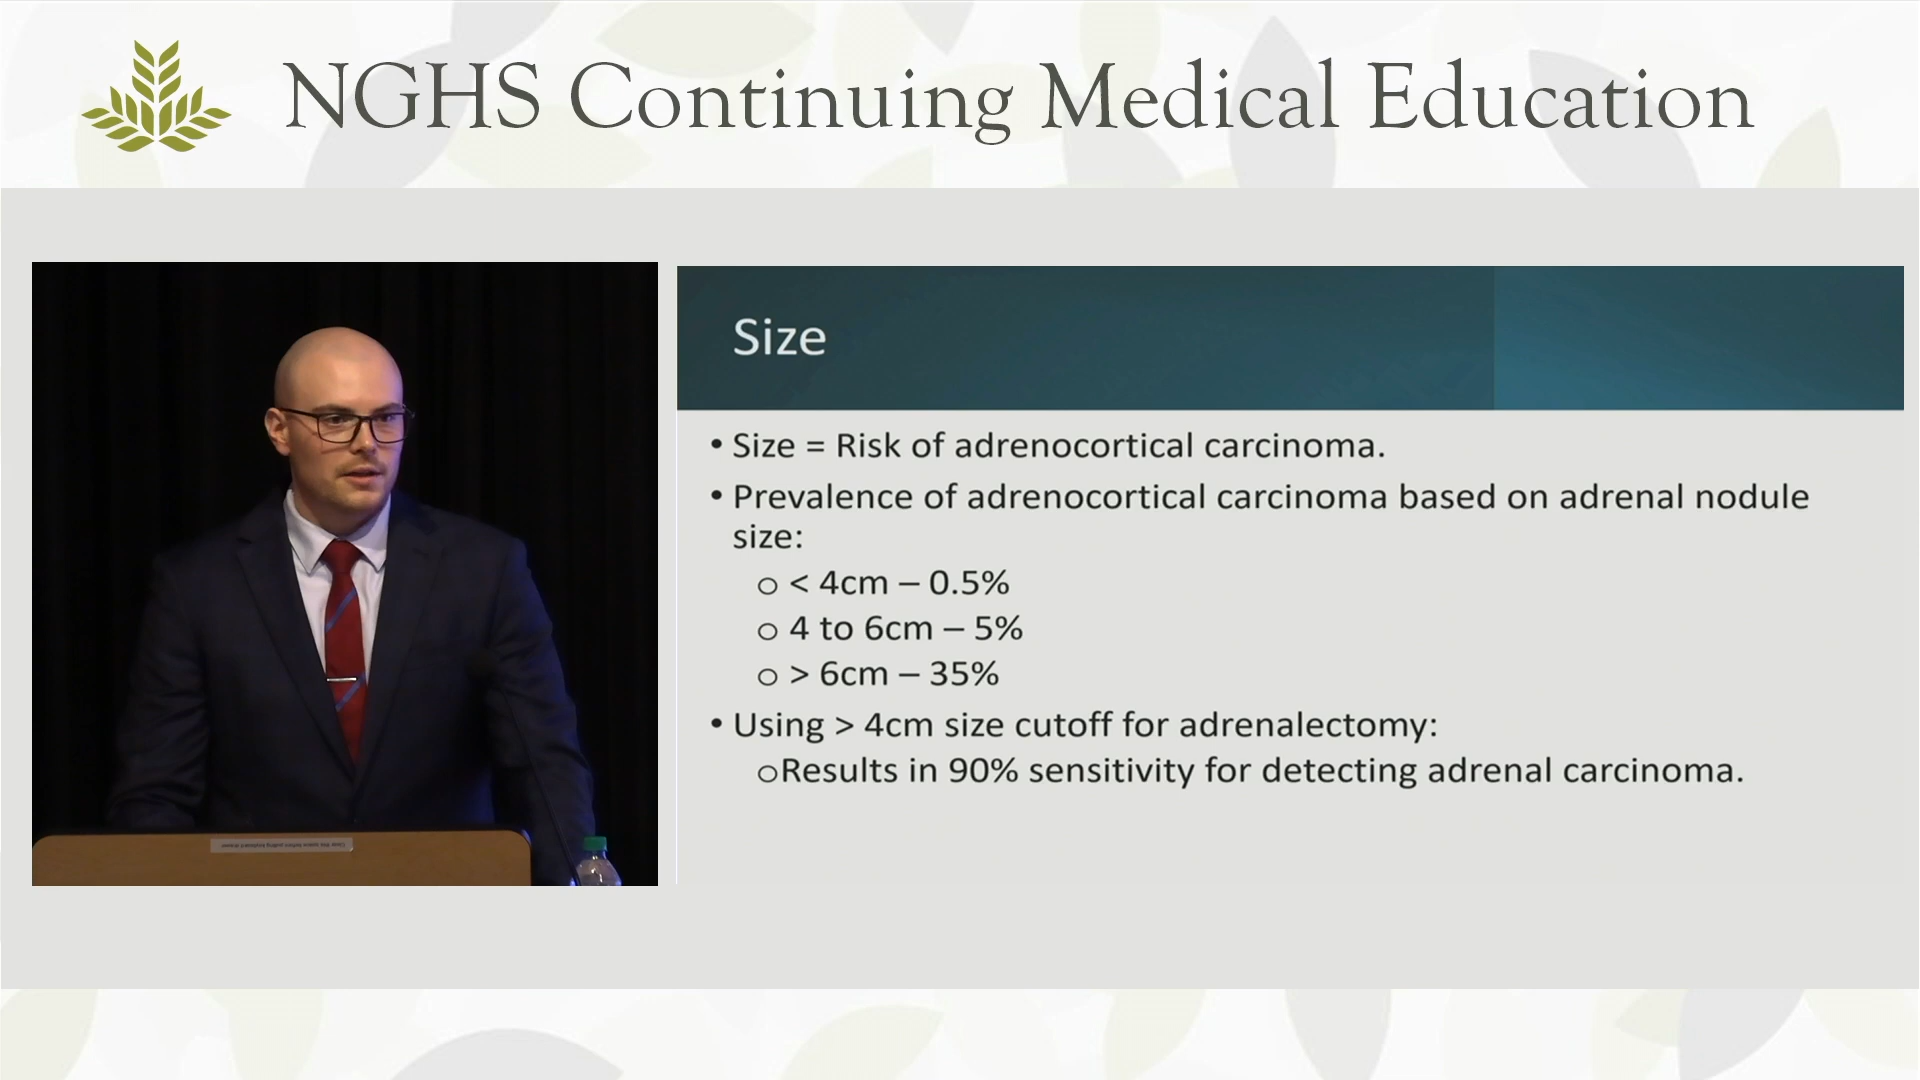 NGHS Continuing Medical Education
Size
• Size = Risk of adrenocortical carcinoma.
• Prevalence of adrenocortical carcinoma based on adrenal nodule
size:
o < 4cm – 0.5%
o 4 to 6cm – 5%
o > 6cm – 35%
• Using > 4cm size cutoff for adrenalectomy:
oResults in 90% sensitivity for detecting adrenal carcinoma.